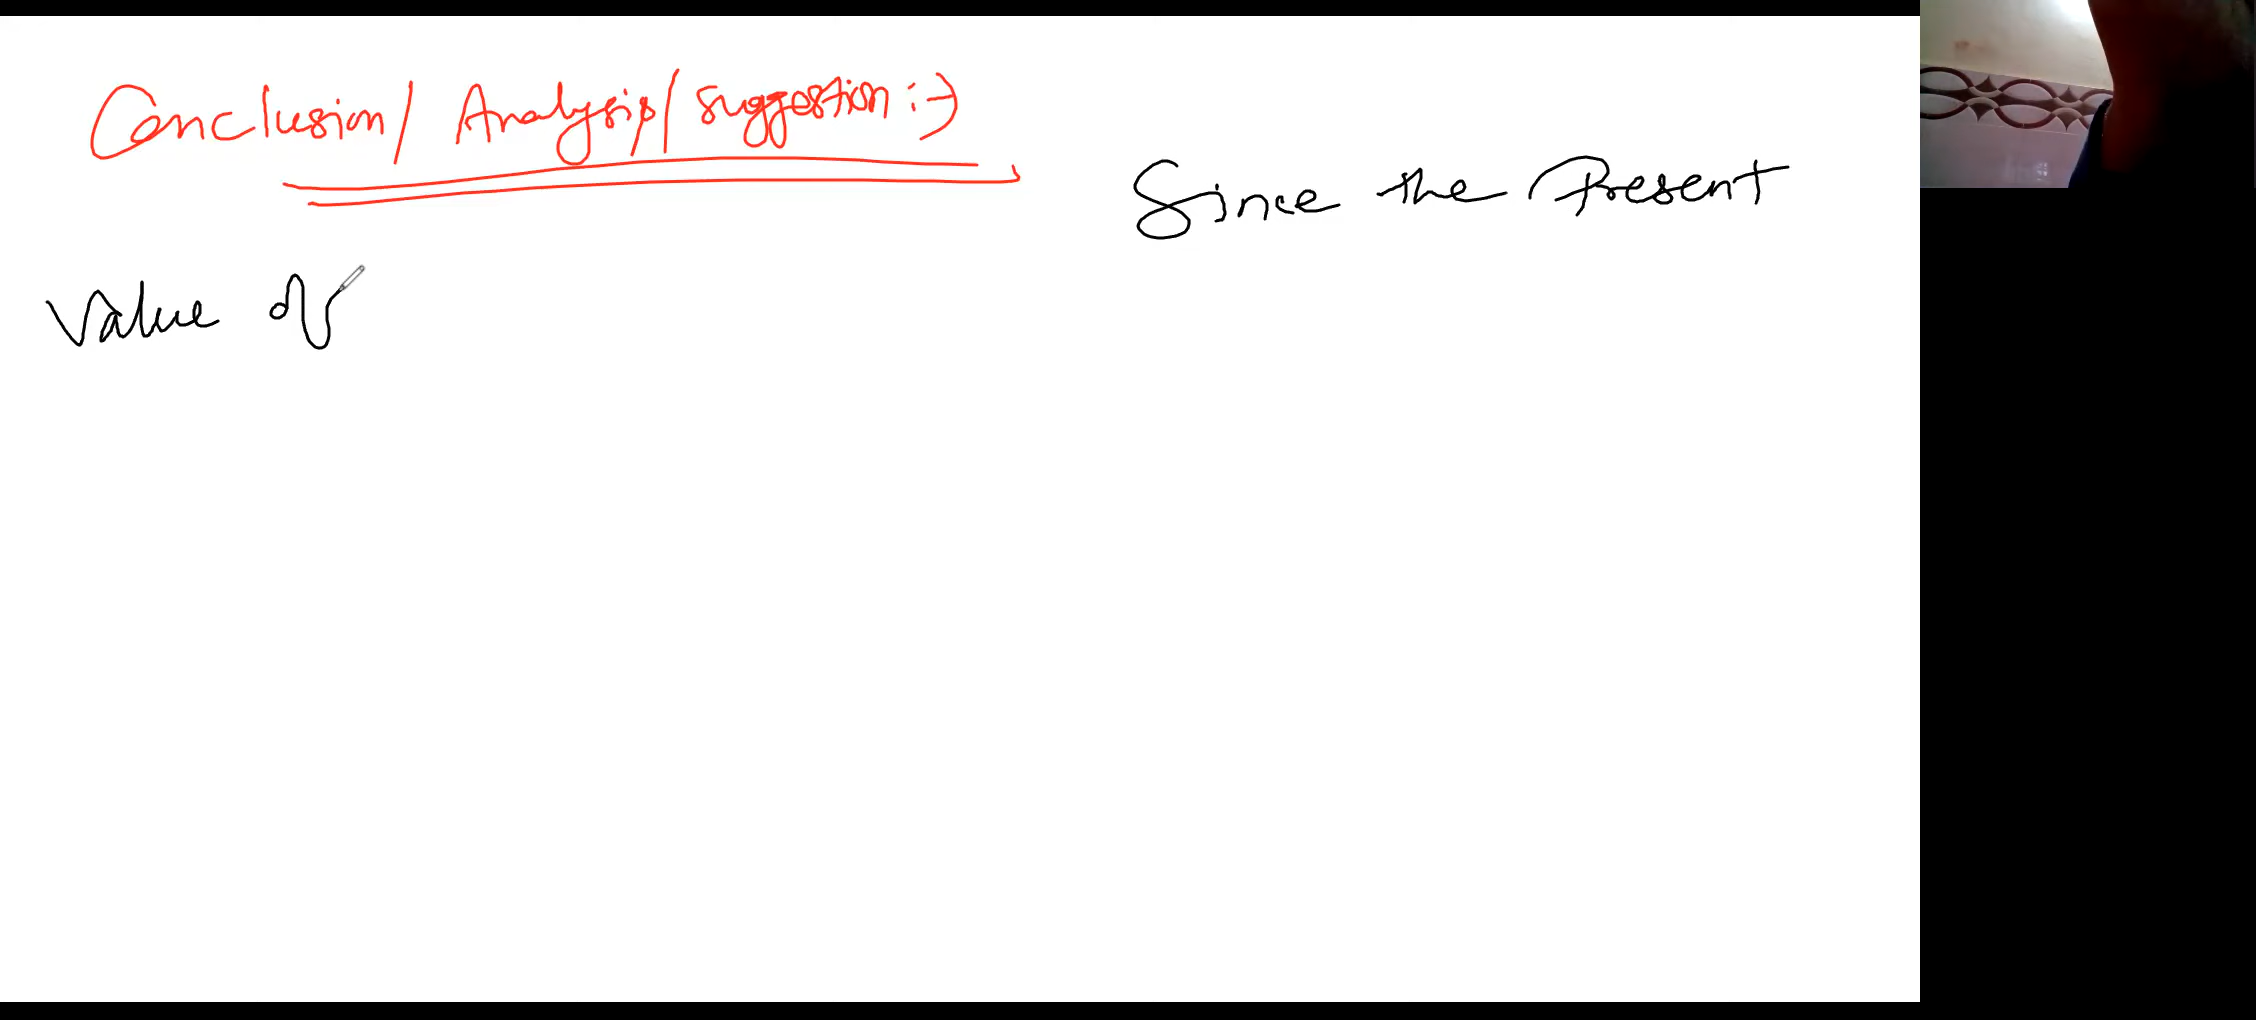 Conclusion/ Analysis/ suggestion :→
Since the Present
Value of